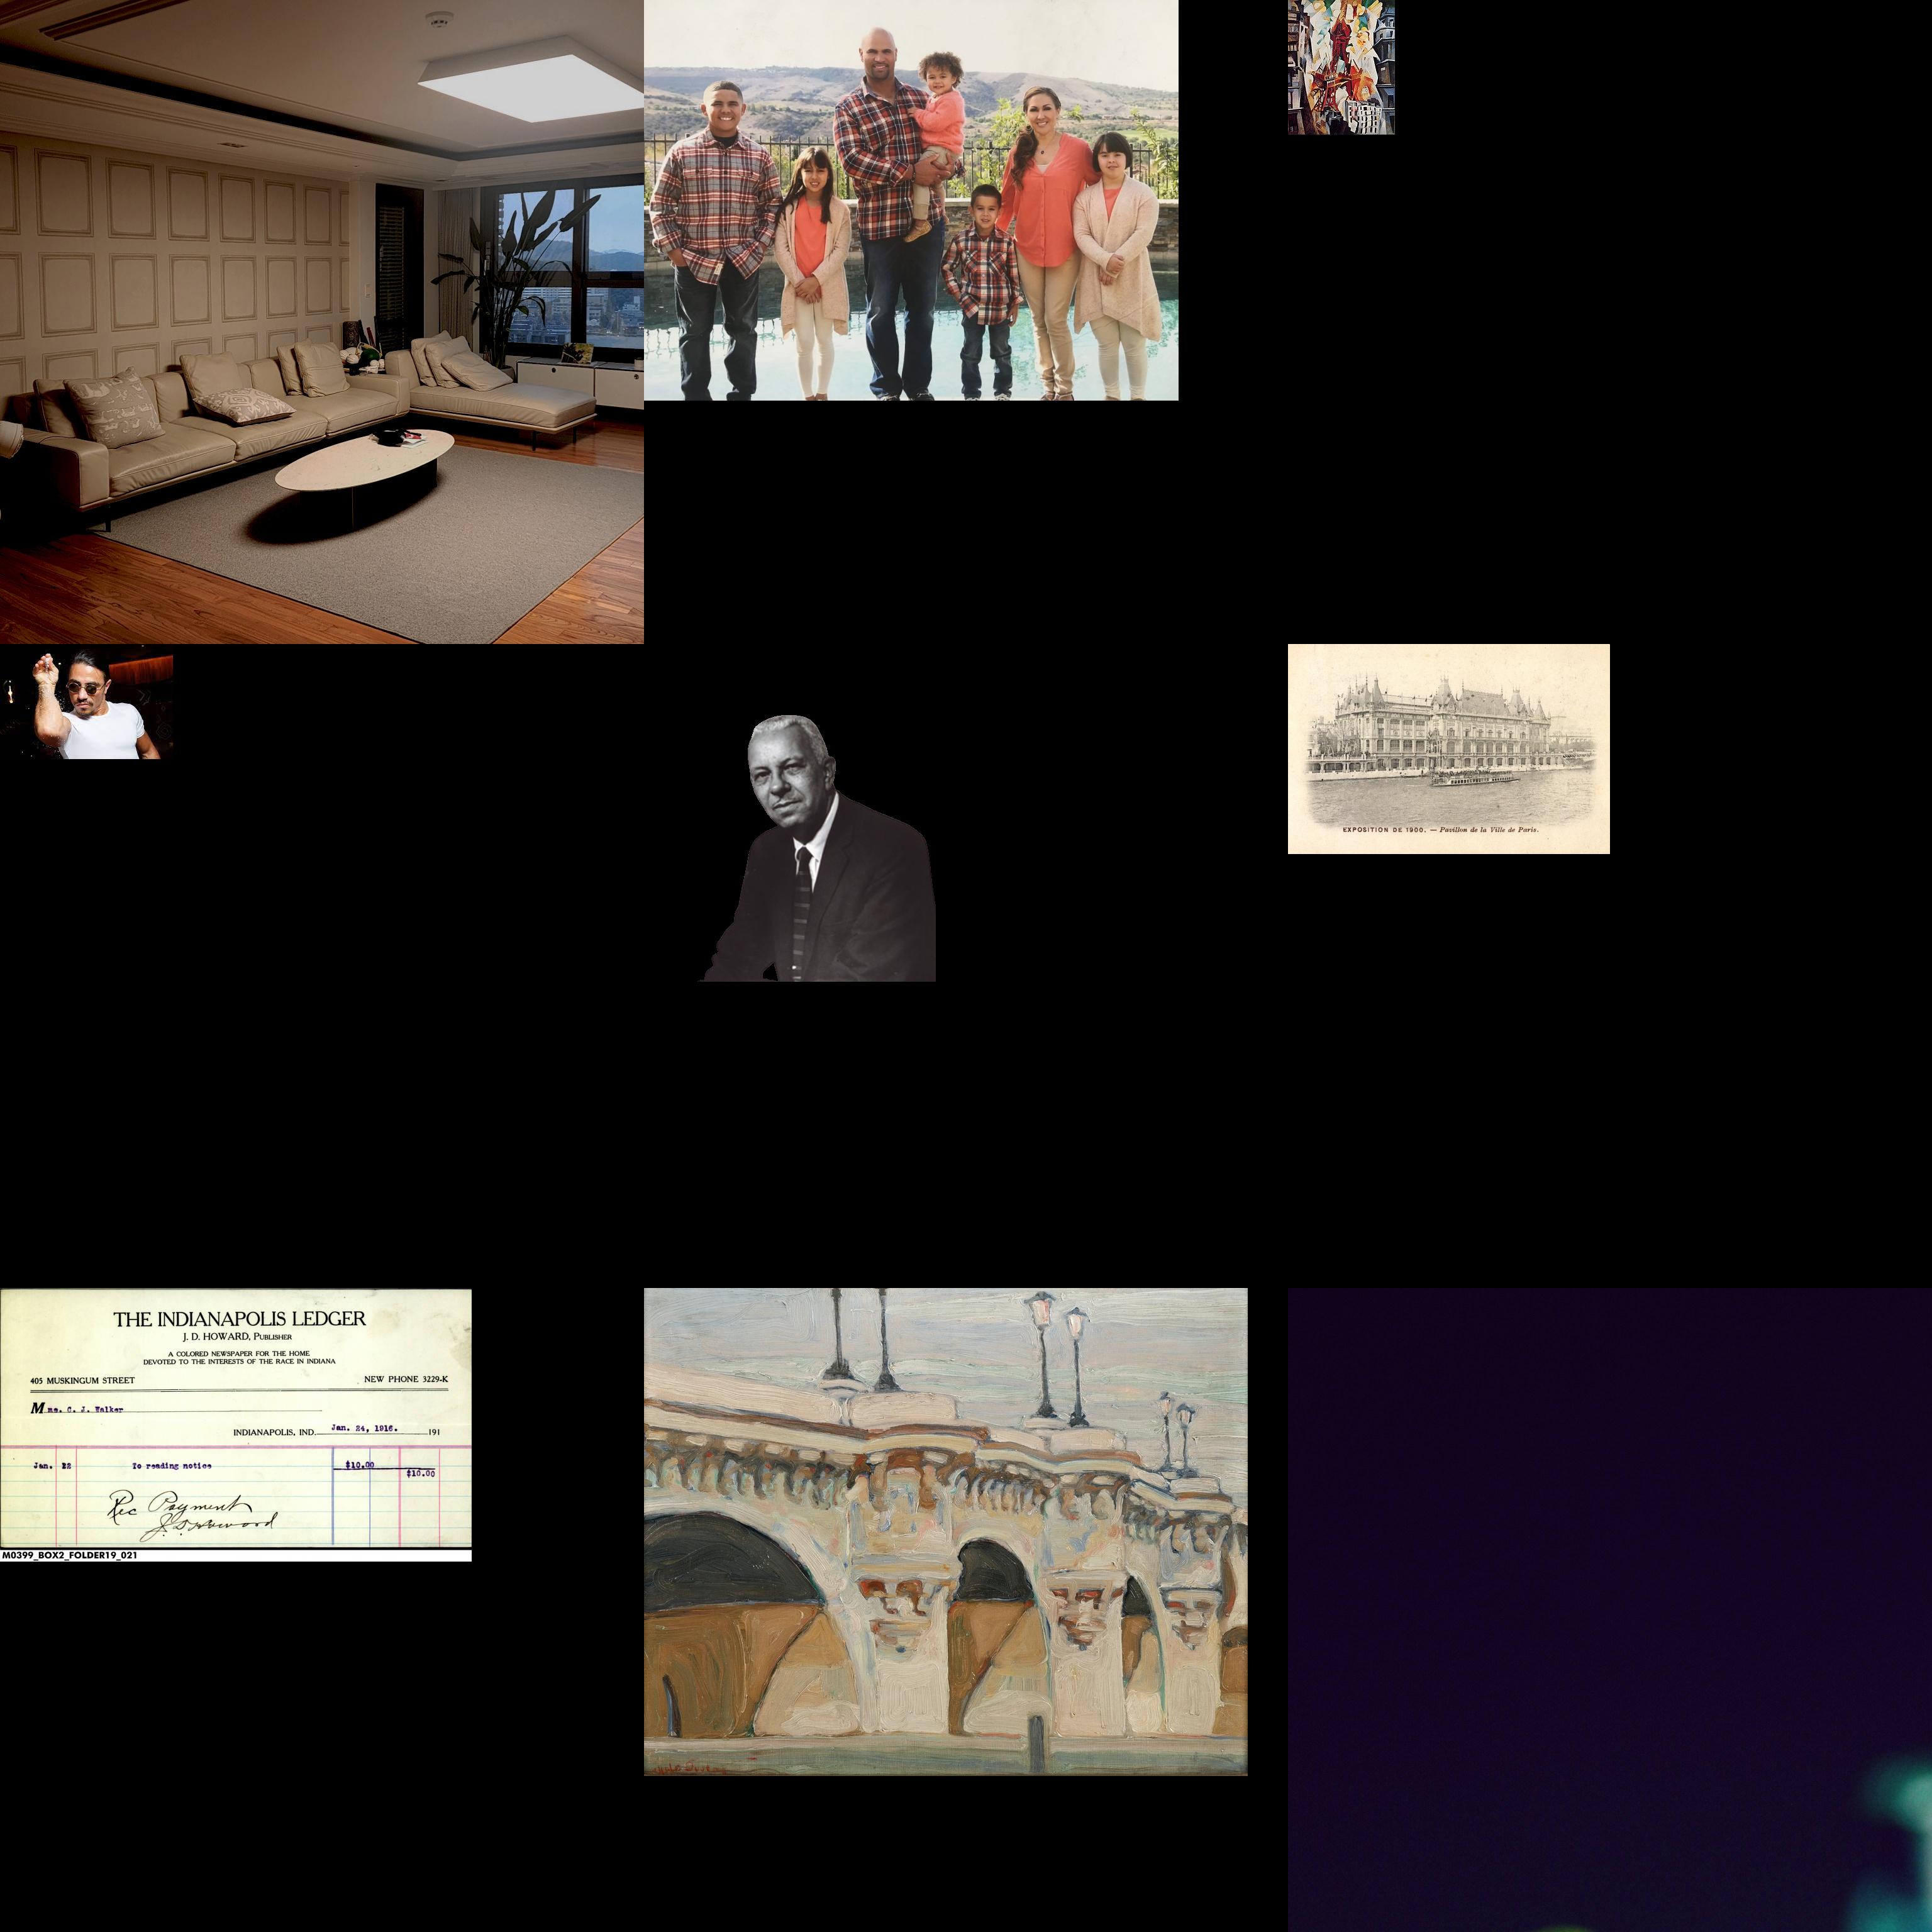 EXPOSITION DE 1900. — Pavillon de la Ville de Paris.
THE INDIANAPOLIS LEDGER
J. D. HOWARD, PUBLISHER
A COLORED NEWSPAPER FOR THE HOME
DEVOTED TO THE INTERESTS OF THE RACE IN INDIANA
405 MUSKINGUM STREET NEW PHONE 3229-K
Mme. C. J. Walker
INDIANAPOLIS, IND. Jan. 24, 1916. 191
Jan. 22 To reading notice $10.00
$10.00
Rec Payment
J. D. Howard
M0399_BOX2_FOLDER19_021